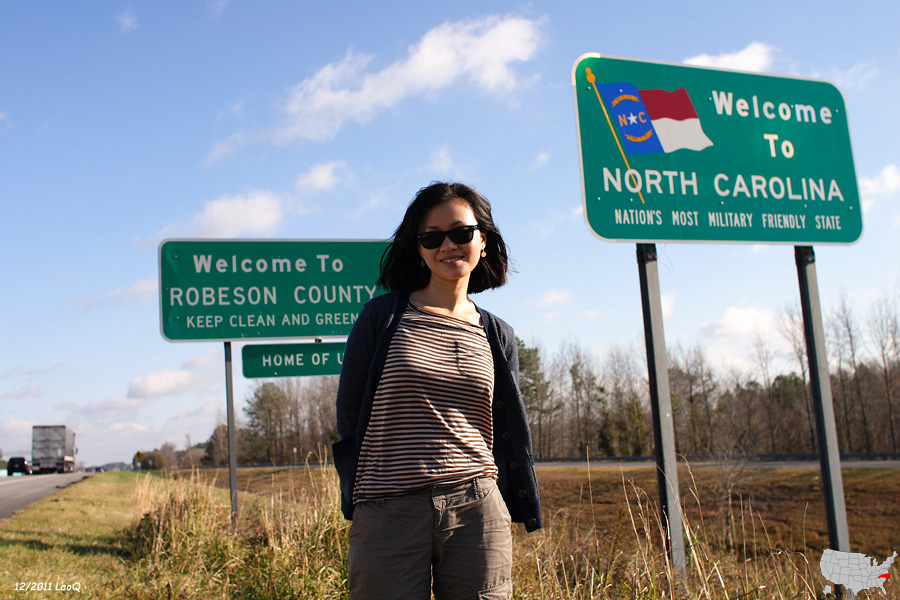 Welcome
To
NORTH CAROLINA
NATION'S MOST MILITARY FRIENDLY STATE
N C
Welcome To
ROBESON COUNTY
KEEP CLEAN AND GREEN
HOME OF
12/2011 LaoQ